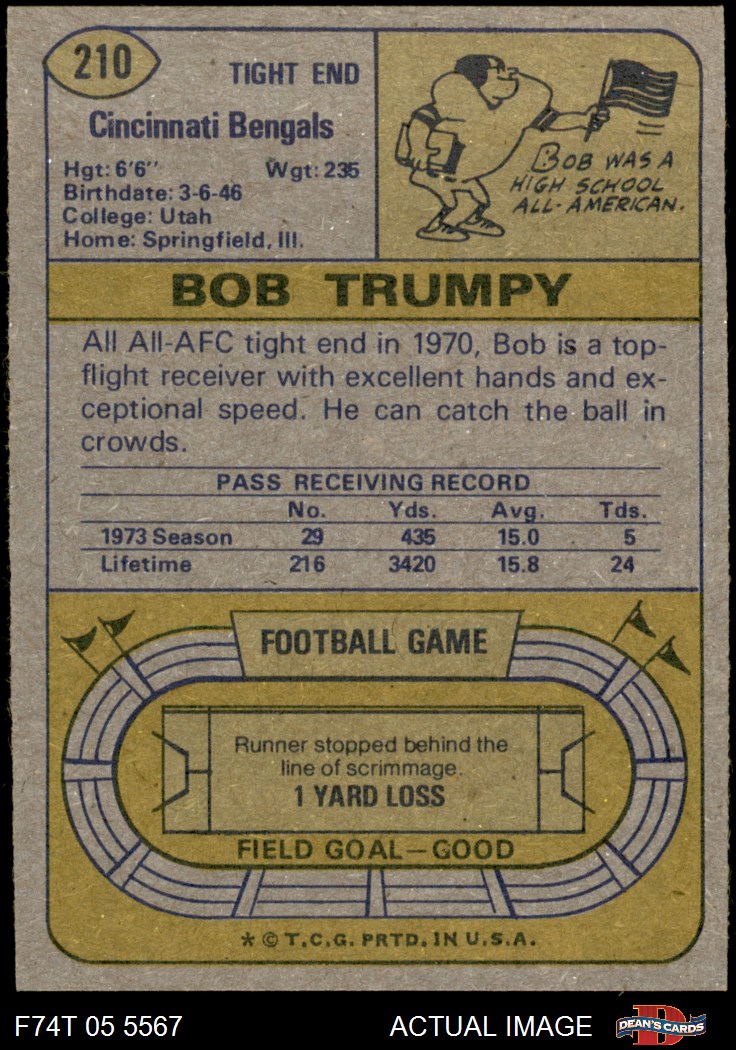 210
TIGHT END
Cincinnati Bengals
Hgt: 6'6" Wgt: 235
Birthdate: 3-6-46
College: Utah
Home: Springfield, Ill.
BOB WAS A
HIGH SCHOOL
ALL-AMERICAN.
BOB TRUMPY
All All-AFC tight end in 1970, Bob is a top-
flight receiver with excellent hands and ex-
ceptional speed. He can catch the ball in
crowds.
PASS RECEIVING RECORD
No. Yds. Avg. Tds.
1973 Season 29 435 15.0 5
Lifetime 216 3420 15.8 24
FOOTBALL GAME
Runner stopped behind the
line of scrimmage.
1 YARD LOSS
FIELD GOAL—GOOD
* © T.C.G. PRTD. IN U.S.A.
F74T 05 5567 ACTUAL IMAGE D DEAN'S CARDS